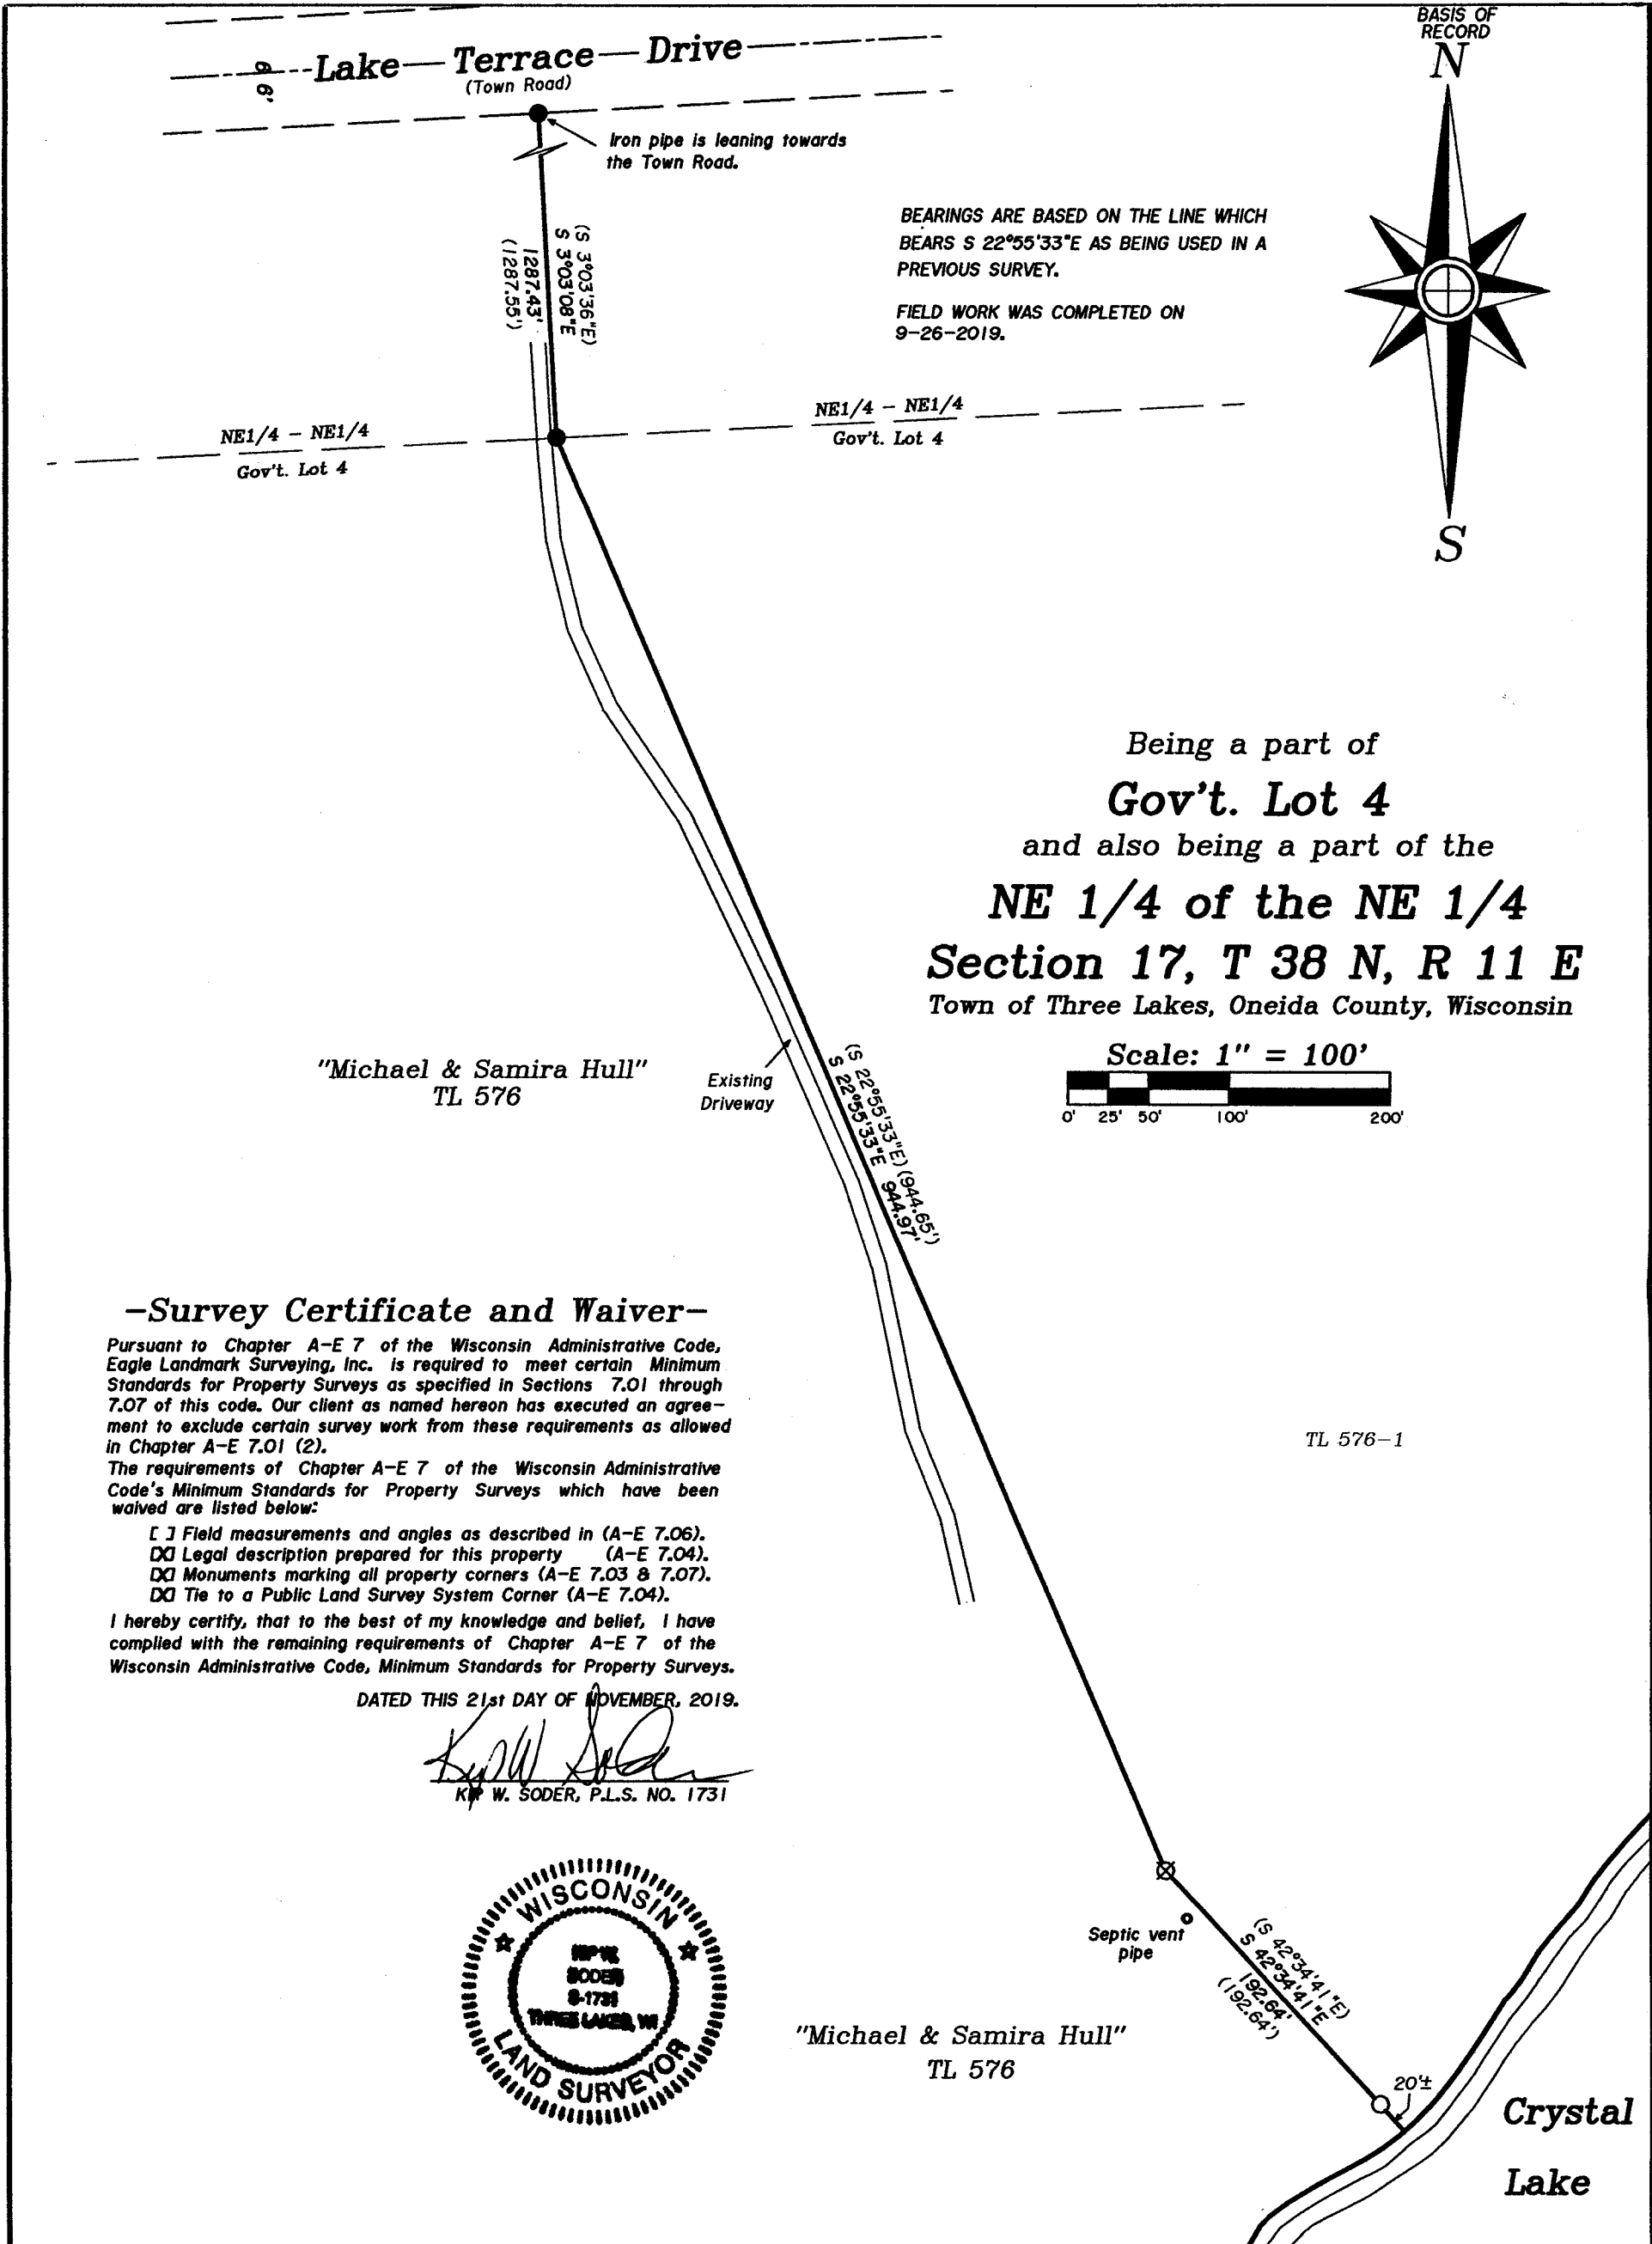 BASIS OF
RECORD
N
S
Lake Terrace Drive
(Town Road)
66'
Iron pipe is leaning towards
the Town Road.
(S 3°03'36"E)
S 3°03'08"E
1287.43'
(1287.55')
BEARINGS ARE BASED ON THE LINE WHICH
BEARS S 22°55'33"E AS BEING USED IN A
PREVIOUS SURVEY.
FIELD WORK WAS COMPLETED ON
9-26-2019.
NE1/4 - NE1/4
Gov't. Lot 4
NE1/4 - NE1/4
Gov't. Lot 4
Being a part of
Gov't. Lot 4
and also being a part of the
NE 1/4 of the NE 1/4
Section 17, T 38 N, R 11 E
Town of Three Lakes, Oneida County, Wisconsin
Scale: 1" = 100'
0' 25' 50' 100' 200'
"Michael & Samira Hull"
TL 576
Existing
Driveway
(S 22°55'33"E) (944.65')
S 22°55'33"E 944.97'
-Survey Certificate and Waiver-
Pursuant to Chapter A-E 7 of the Wisconsin Administrative Code,
Eagle Landmark Surveying, Inc. is required to meet certain Minimum
Standards for Property Surveys as specified in Sections 7.01 through
7.07 of this code. Our client as named hereon has executed an agree-
ment to exclude certain survey work from these requirements as allowed
in Chapter A-E 7.01 (2).
The requirements of Chapter A-E 7 of the Wisconsin Administrative
Code's Minimum Standards for Property Surveys which have been
waived are listed below:
[ ] Field measurements and angles as described in (A-E 7.06).
[X] Legal description prepared for this property (A-E 7.04).
[X] Monuments marking all property corners (A-E 7.03 & 7.07).
[X] Tie to a Public Land Survey System Corner (A-E 7.04).
I hereby certify, that to the best of my knowledge and belief, I have
complied with the remaining requirements of Chapter A-E 7 of the
Wisconsin Administrative Code, Minimum Standards for Property Surveys.
DATED THIS 21st DAY OF NOVEMBER, 2019.
Kip W Soder
KIP W. SODER, P.L.S. NO. 1731
TL 576-1
WISCONSIN
KIP W.
SODER
S-1731
THREE LAKES, WI
LAND SURVEYOR
Septic vent
pipe
(S 42°34'41"E)
S 42°34'41"E
192.64'
(192.64')
"Michael & Samira Hull"
TL 576
20'±
Crystal
Lake